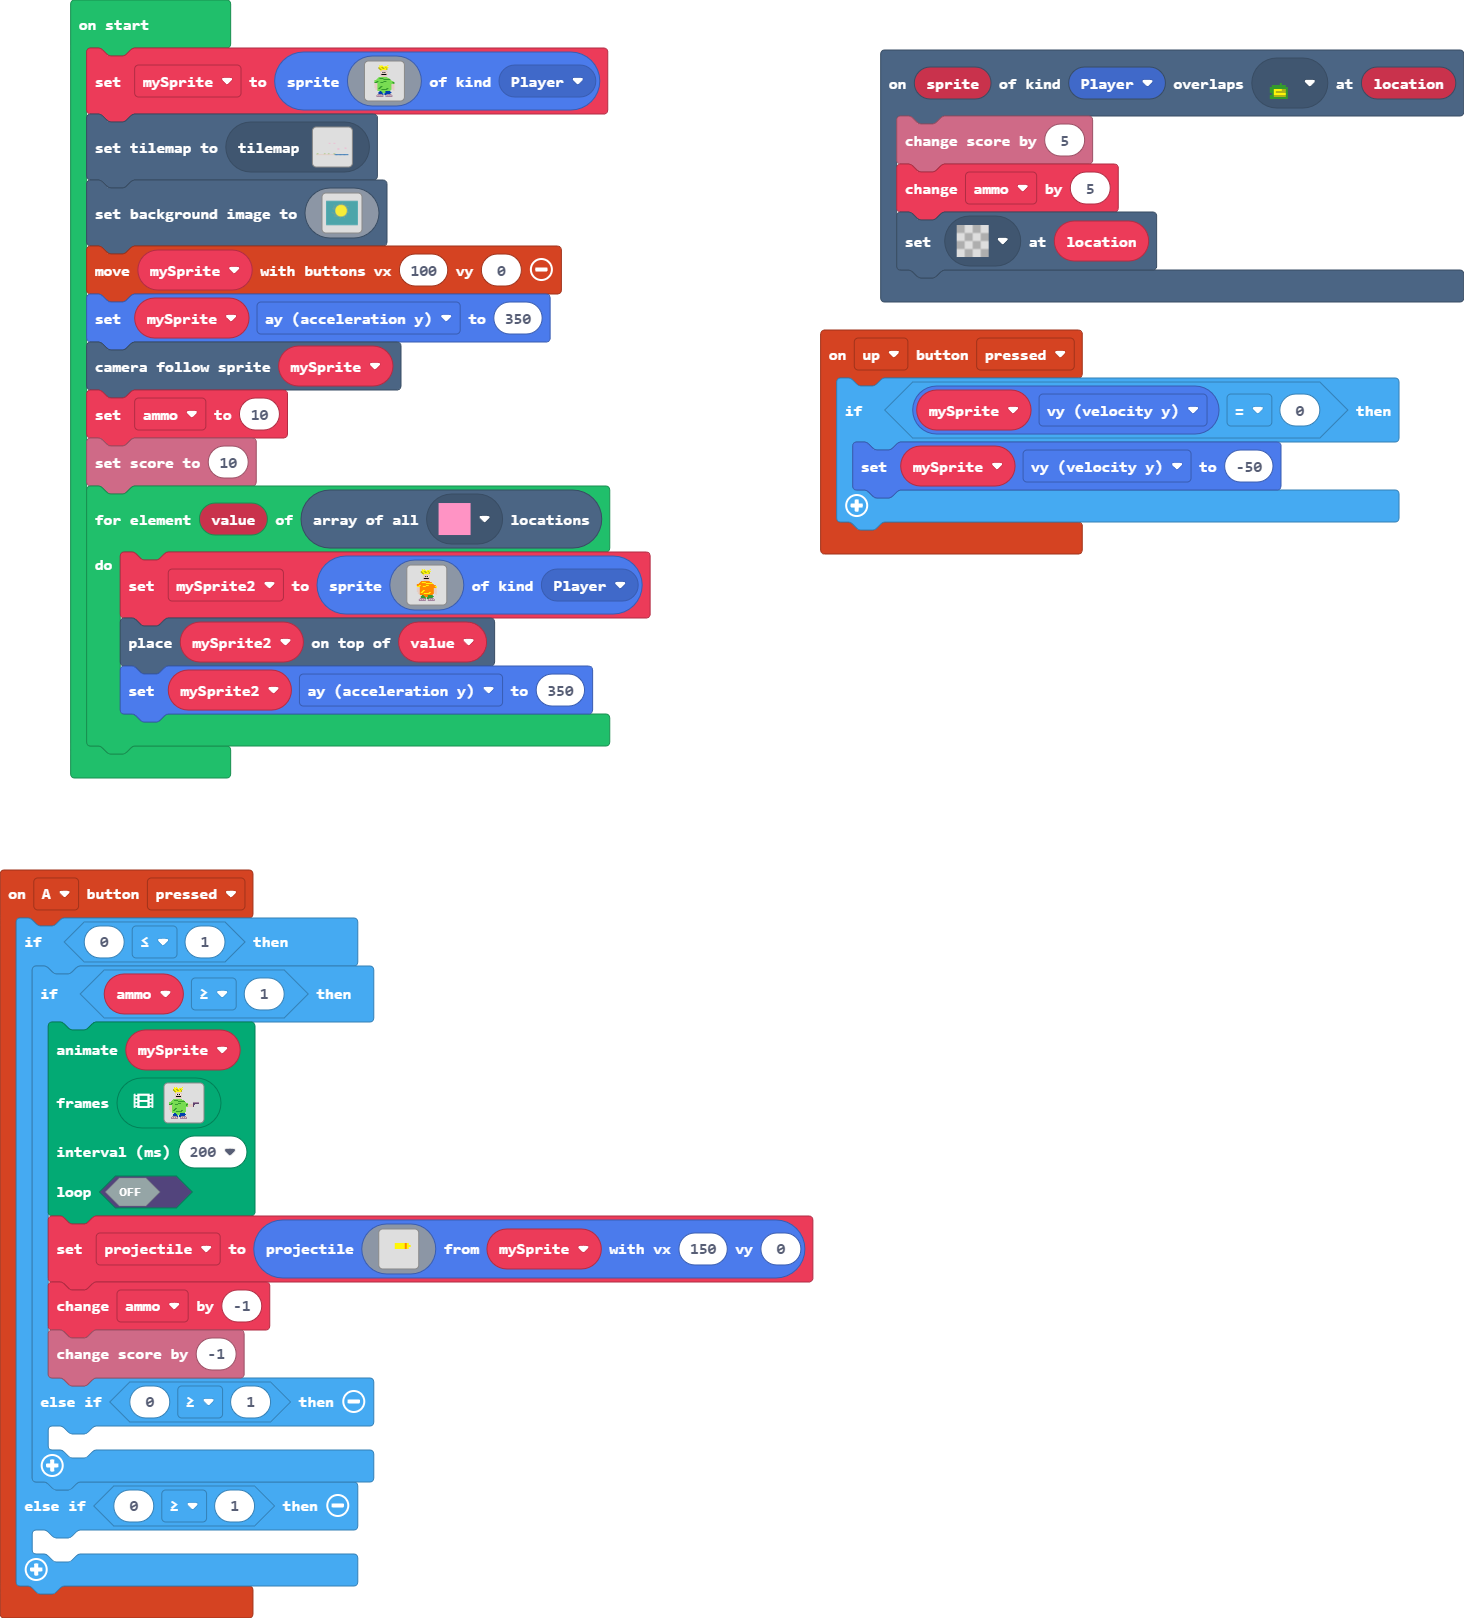 on start
set mySprite to sprite of kind Player
set tilemap to tilemap
set background image to
move mySprite with buttons vx 100 vy 0
set mySprite ay (acceleration y) to 350
camera follow sprite mySprite
set ammo to 10
set score to 10
for element value of array of all locations
do
set mySprite2 to sprite of kind Player
place mySprite2 on top of value
set mySprite2 ay (acceleration y) to 350
on sprite of kind Player overlaps at location
change score by 5
change ammo by 5
set at location
on up button pressed
if mySprite vy (velocity y) = 0 then
set mySprite vy (velocity y) to -50
on A button pressed
if 0 ≤ 1 then
if ammo ≥ 1 then
animate mySprite
frames
interval (ms) 200
loop OFF
set projectile to projectile from mySprite with vx 150 vy 0
change ammo by -1
change score by -1
else if 0 ≥ 1 then
else if 0 ≥ 1 then